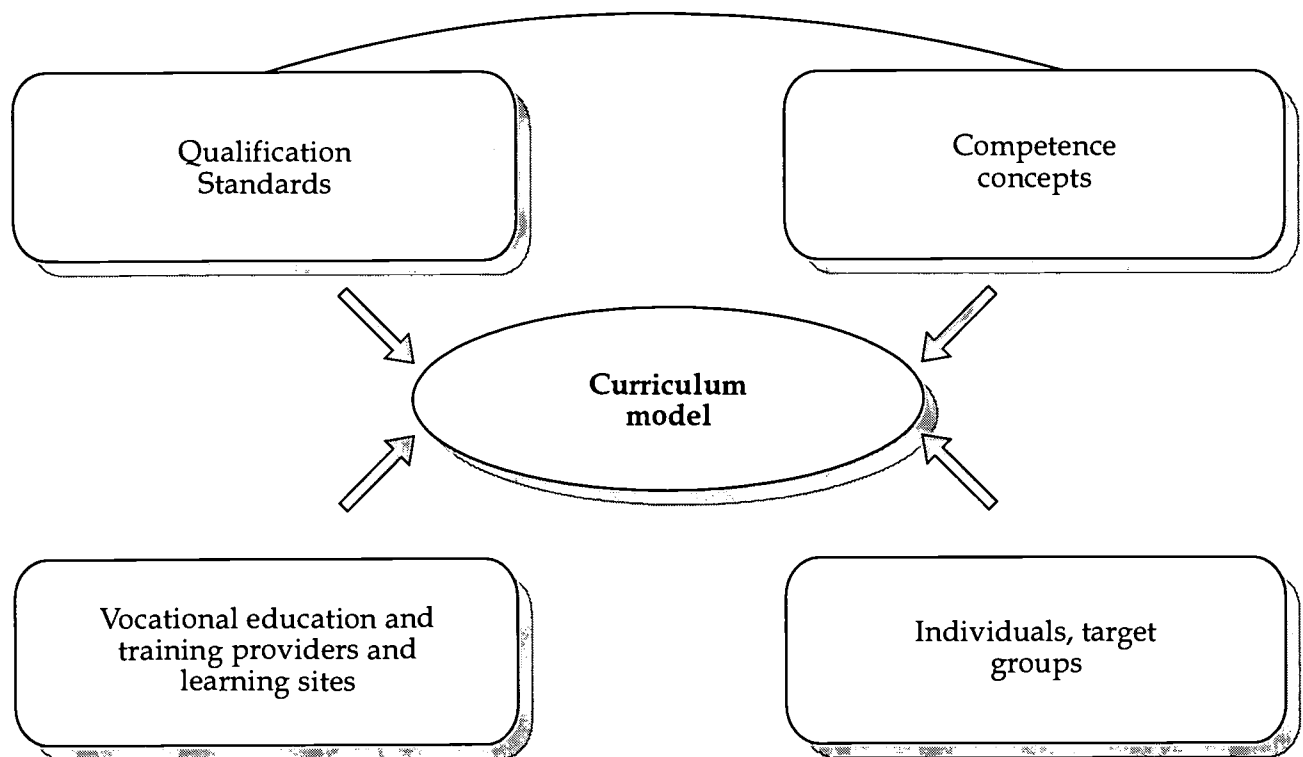 Qualification
Standards
Competence
concepts
Curriculum
model
Vocational education and
training providers and
learning sites
Individuals, target
groups